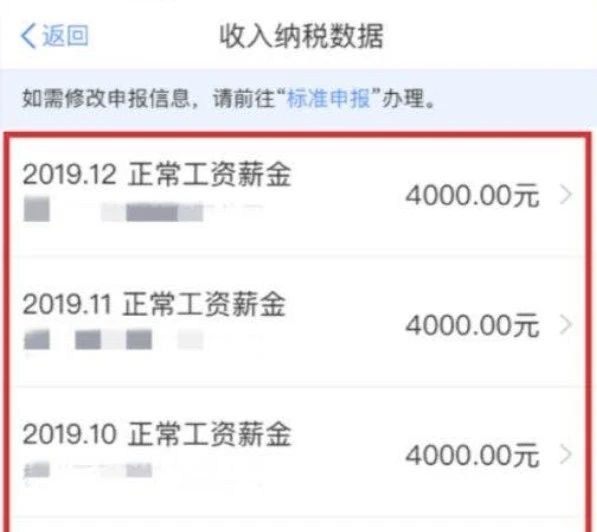 返回
收入纳税数据
如需修改申报信息，请前往“标准申报”办理。
2019.12 正常工资薪金
4000.00元
2019.11 正常工资薪金
4000.00元
2019.10 正常工资薪金
4000.00元